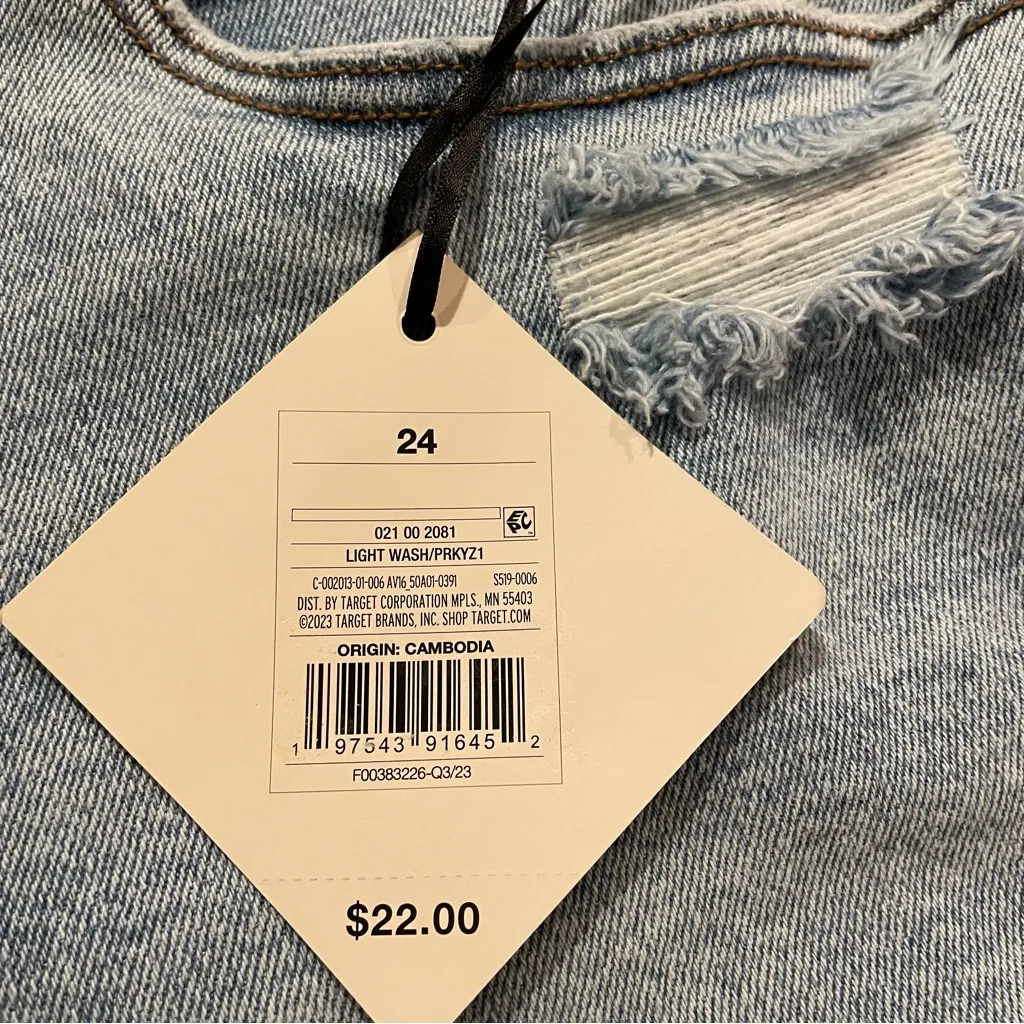 24
EPC
021 00 2081
LIGHT WASH/PRKYZ1
C-002013-01-006 AV16_50A01-0391 S519-0006
DIST. BY TARGET CORPORATION MPLS., MN 55403
©2023 TARGET BRANDS, INC. SHOP TARGET.COM
ORIGIN: CAMBODIA
1 97543 91645 2
F00383226-Q3/23
$22.00